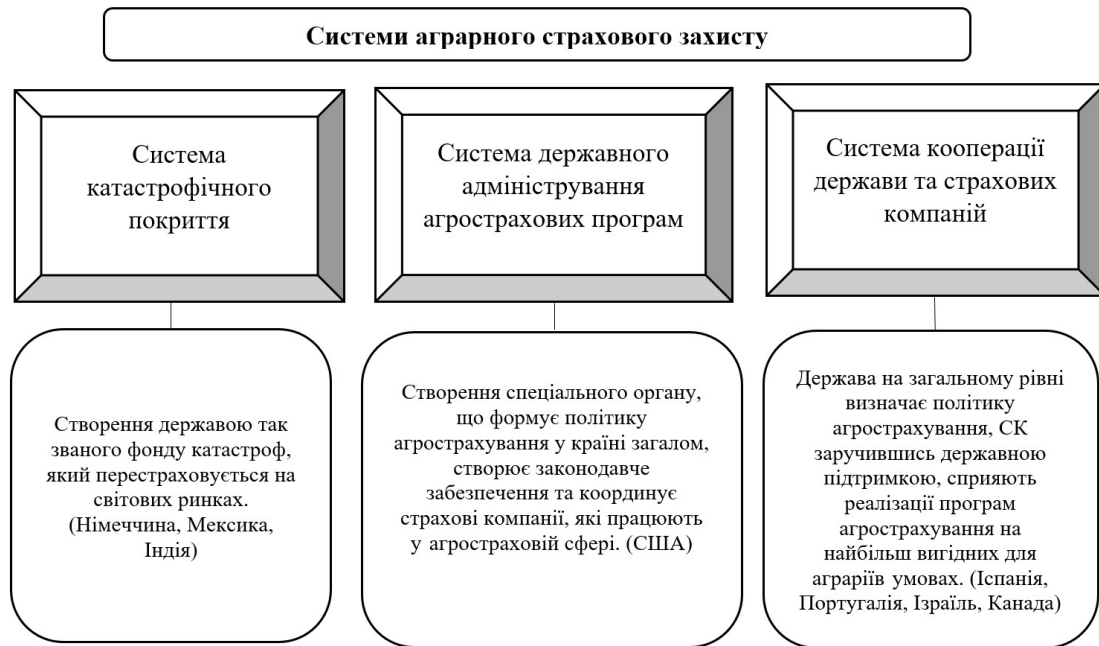 Системи аграрного страхового захисту
Система
катастрофічного
покриття
Система державного
адміністрування
агрострахових програм
Система кооперації
держави та страхових
компаній
Створення державою так
званого фонду катастроф,
який перестраховується на
світових ринках.
(Німеччина, Мексика,
Індія)
Створення спеціального органу,
що формує політику
агрострахування у країні загалом,
створює законодавче
забезпечення та координує
страхові компанії, які працюють
у агростраховій сфері. (США)
Держава на загальному рівні
визначає політику
агрострахування, СК
заручившись державною
підтримкою, сприяють
реалізації програм
агрострахування на
найбільш вигідних для
аграріїв умовах. (Іспанія,
Португалія, Ізраїль, Канада)